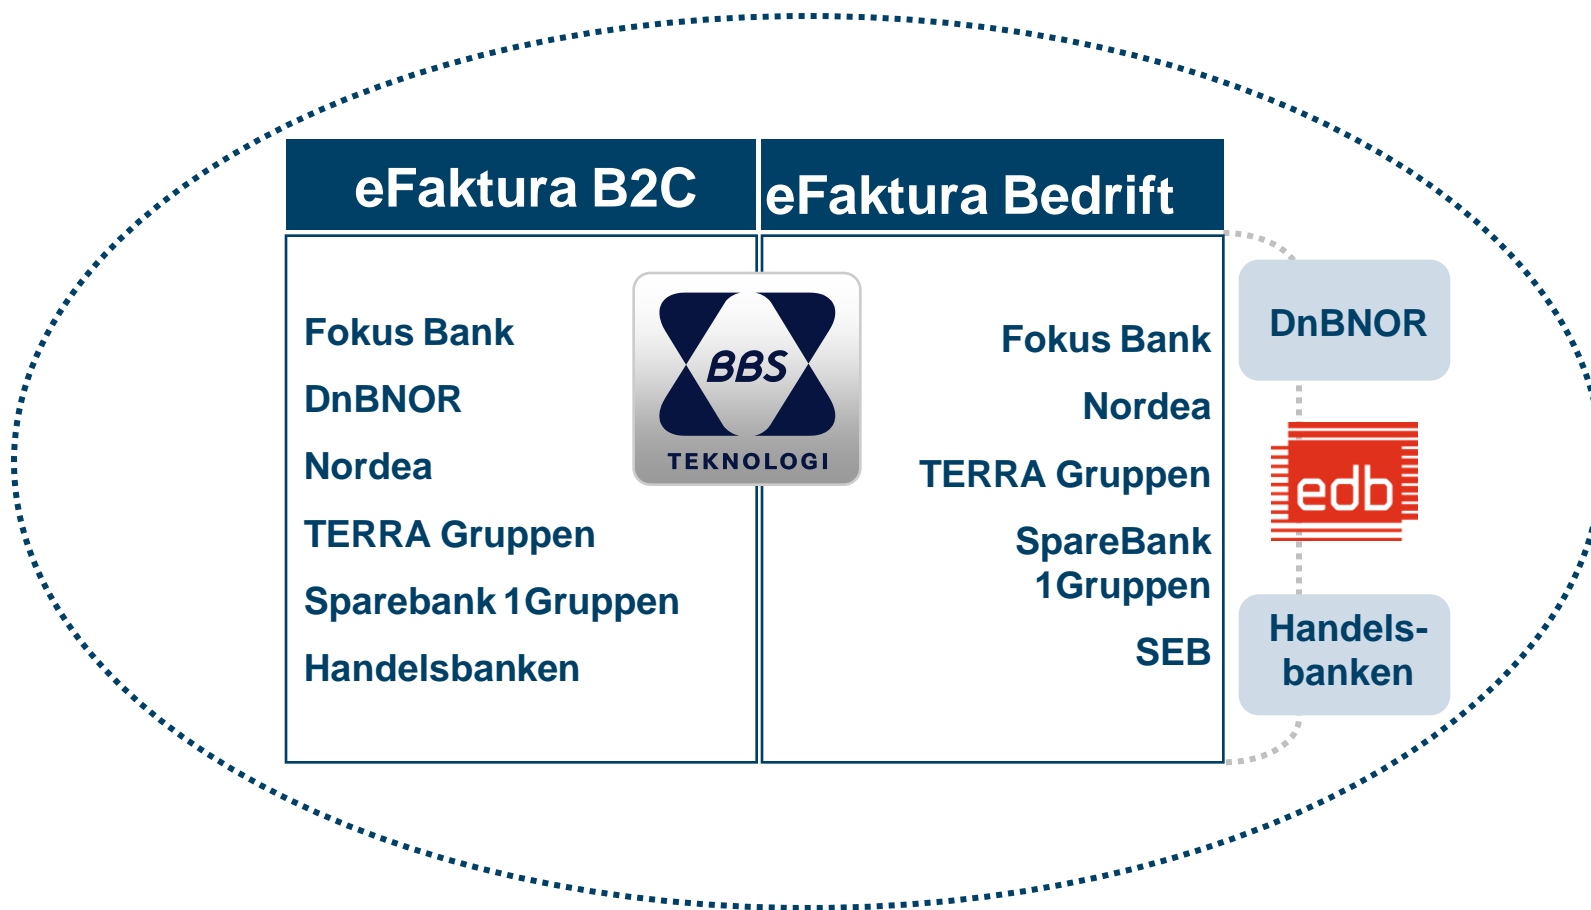 eFaktura B2C
eFaktura Bedrift
Fokus Bank
DnBNOR
Nordea
TERRA Gruppen
Sparebank 1Gruppen
Handelsbanken
BBS
TEKNOLOGI
Fokus Bank
Nordea
TERRA Gruppen
SpareBank
1Gruppen
SEB
DnBNOR
edb
Handels-
banken